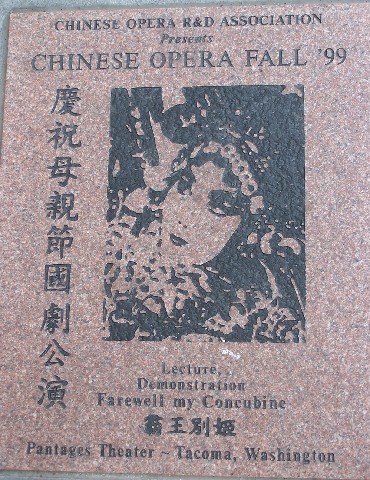 CHINESE OPERA R&D ASSOCIATION
Presents
CHINESE OPERA FALL '99
慶祝母親節國劇公演
Lecture,
Demonstration
Farewell my Concubine
霸王別姬
Pantages Theater ~ Tacoma, Washington